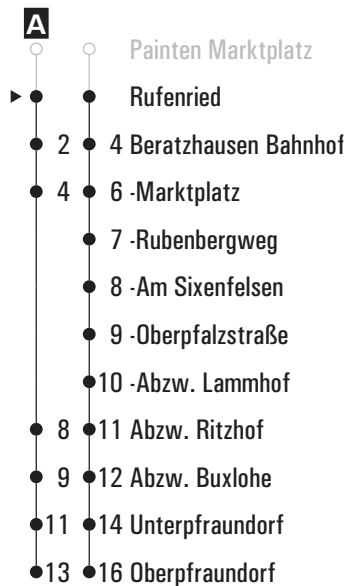 A
Painten Marktplatz
Rufenried
2 4 Beratzhausen Bahnhof
4 6 -Marktplatz
7 -Rubenbergweg
8 -Am Sixenfelsen
9 -Oberpfalzstraße
10 -Abzw. Lammhof
8 11 Abzw. Ritzhof
9 12 Abzw. Buxlohe
11 14 Unterpfraundorf
13 16 Oberpfraundorf